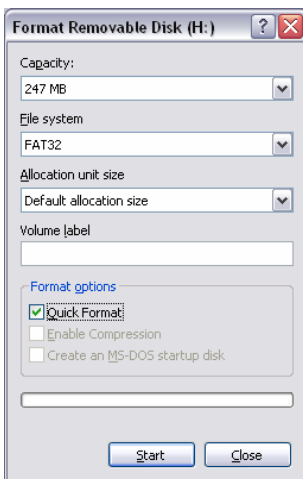 Format Removable Disk (H:)
Capacity:
247 MB
File system
FAT32
Allocation unit size
Default allocation size
Volume label
Format options
Quick Format
Enable Compression
Create an MS-DOS startup disk
Start
Close